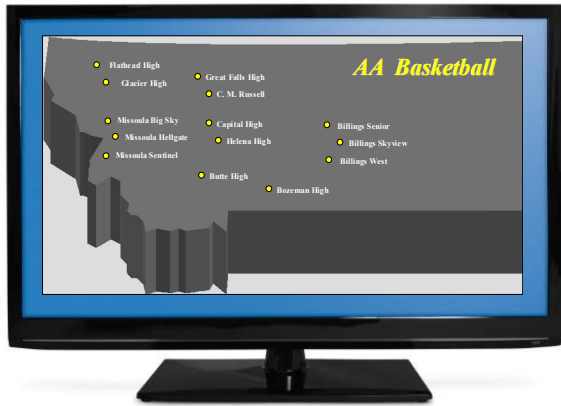 AA Basketball
Flathead High
Glacier High
Great Falls High
C. M. Russell
Missoula Big Sky
Missoula Hellgate
Missoula Sentinel
Capital High
Helena High
Billings Senior
Billings Skyview
Billings West
Butte High
Bozeman High